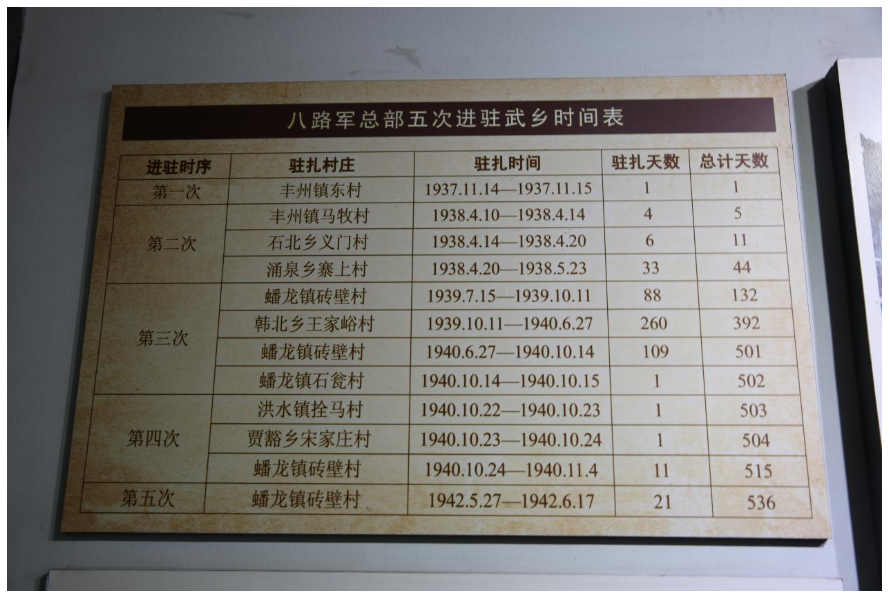 八路军总部五次进驻武乡时间表
进驻时序 驻扎村庄 驻扎时间 驻扎天数 总计天数
第一次 丰州镇东村 1937.11.14—1937.11.15 1 1
第二次 丰州镇马牧村 1938.4.10—1938.4.14 4 5
石北乡义门村 1938.4.14—1938.4.20 6 11
涌泉乡寨上村 1938.4.20—1938.5.23 33 44
第三次 蟠龙镇砖壁村 1939.7.15—1939.10.11 88 132
韩北乡王家峪村 1939.10.11—1940.6.27 260 392
蟠龙镇砖壁村 1940.6.27—1940.10.14 109 501
蟠龙镇石瓮村 1940.10.14—1940.10.15 1 502
第四次 洪水镇拴马村 1940.10.22—1940.10.23 1 503
贾豁乡宋家庄村 1940.10.23—1940.10.24 1 504
蟠龙镇砖壁村 1940.10.24—1940.11.4 11 515
第五次 蟠龙镇砖壁村 1942.5.27—1942.6.17 21 536